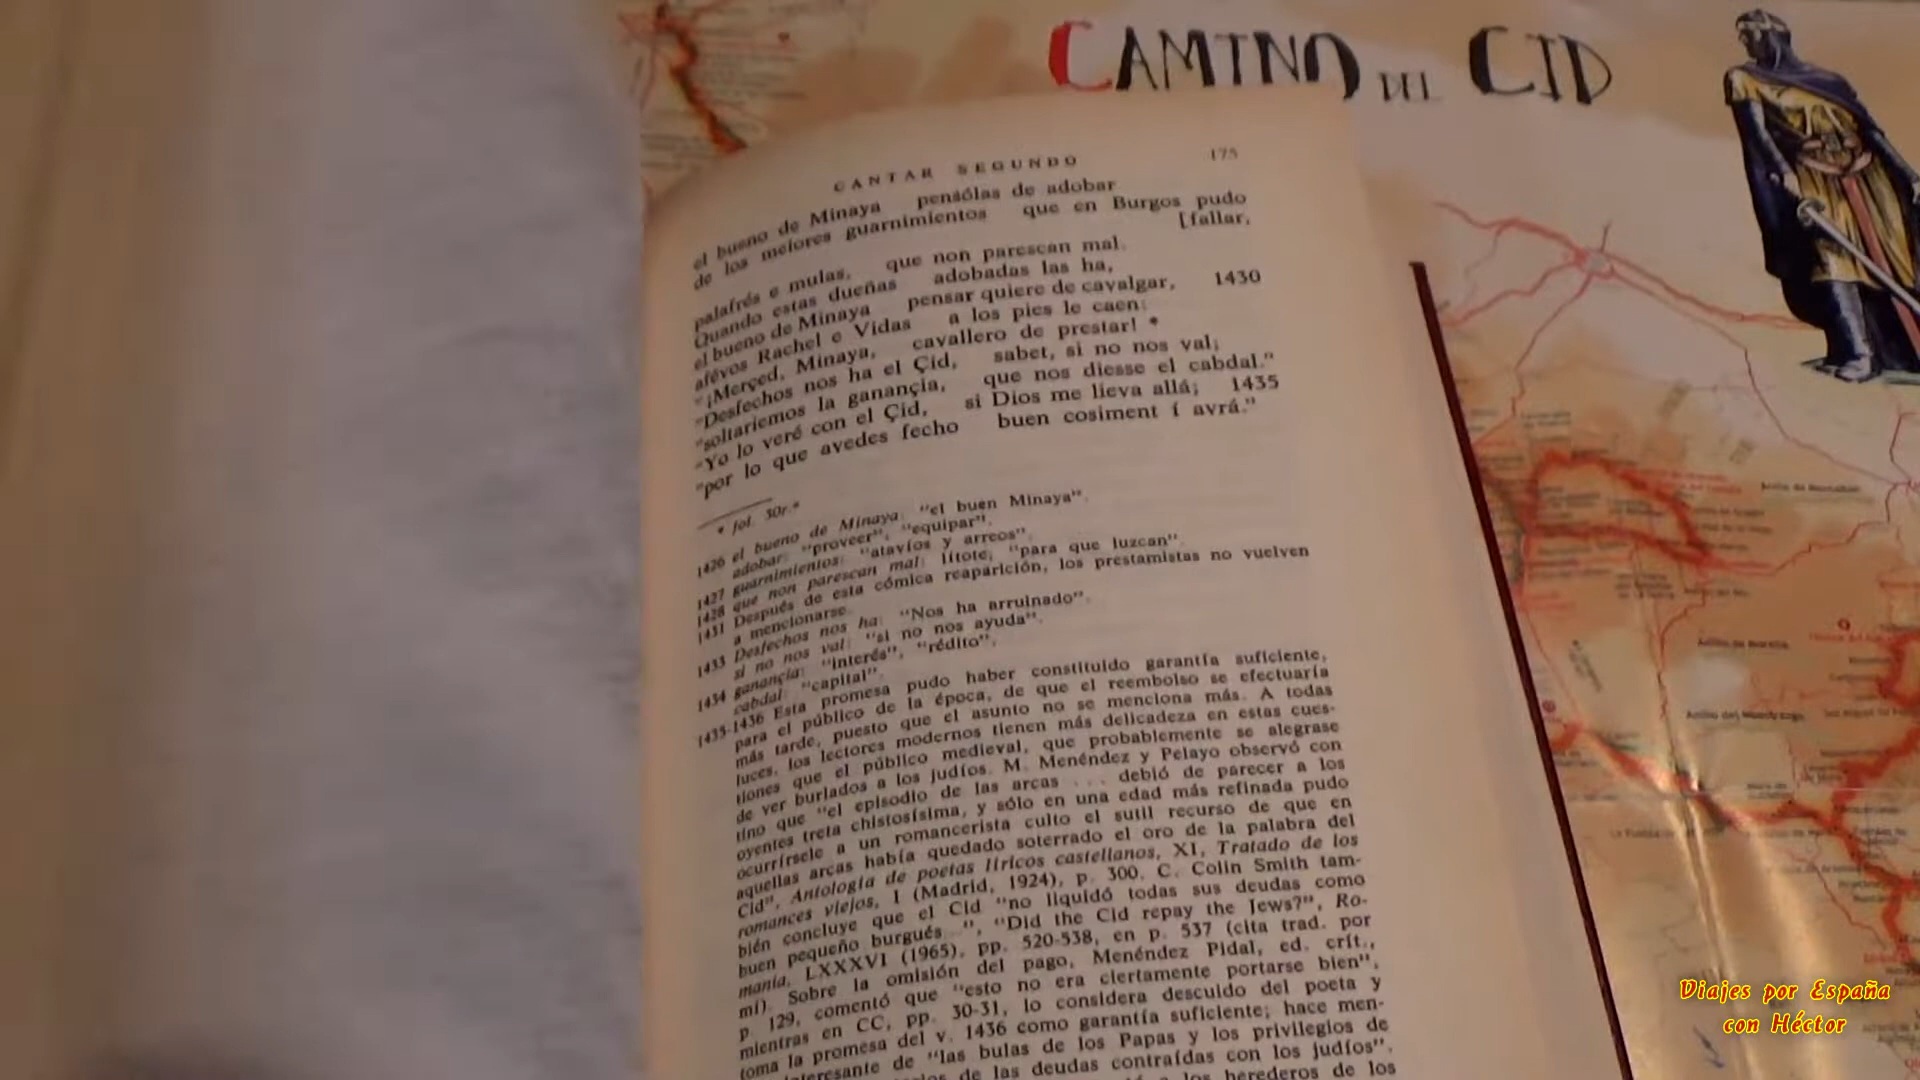 CAMINO DEL CID
CANTAR SEGUNDO 175
el bueno de Minaya pensólas de adobar
de los meiores guarnimientos que en Burgos pudo
[fallar,
palafrés e mulas, que non parescan mal.
Quando estas dueñas adobadas las ha,
el bueno de Minaya pensar quiere de cavalgar, 1430
afévos Rachel e Vidas a los pies le caen:
"¡Merçed, Minaya, cavallero de prestar! *
"Desfechos nos ha el Çid, sabet, si no nos val;
"soltariemos la ganançia, que nos diesse el cabdal."
"Yo lo veré con el Çid, si Dios me lieva allá; 1435
"por lo que avedes fecho buen cosiment í avrá."
* fol. 30r.°
1426 el bueno de Minaya: "el buen Minaya".
adobar: "proveer", "equipar".
1427 guarnimientos: "atavíos y arreos".
1428 que non parescan mal: lítote; "para que luzcan".
1431 Después de esta cómica reaparición, los prestamistas no vuelven
a mencionarse.
1433 Desfechos nos ha: "Nos ha arruinado".
si no nos val: "si no nos ayuda".
1434 ganançia: "interés", "rédito".
cabdal: "capital".
1435-1436 Esta promesa pudo haber constituido garantía suficiente,
para el público de la época, de que el reembolso se efectuaría
más tarde, puesto que el asunto no se menciona más. A todas
luces, los lectores modernos tienen más delicadeza en estas cues-
tiones que el público medieval, que probablemente se alegrase
de ver burlados a los judíos. M. Menéndez y Pelayo observó con
tino que "el episodio de las arcas ... debió de parecer a los
oyentes treta chistosísima, y sólo en una edad más refinada pudo
ocurrírsele a un romancerista culto el sutil recurso de que en
aquellas arcas había quedado soterrado el oro de la palabra del
Cid", Antología de poetas líricos castellanos, XI, Tratado de los
romances viejos, I (Madrid, 1924), p. 300. C. Colin Smith tam-
bién concluye que el Cid "no liquidó todas sus deudas como
buen pequeño burgués...", "Did the Cid repay the Jews?", Ro-
mania, LXXXVI (1965), pp. 520-538, en p. 537 (cita trad. por
mí). Sobre la omisión del pago, Menéndez Pidal, ed. crít.,
p. 129, comentó que "esto no era ciertamente portarse bien",
mientras en CC, pp. 30-31, lo considera descuido del poeta y
toma la promesa del v. 1436 como garantía suficiente; hace men-
interesante de "las bulas de los Papas y los privilegios de
de las deudas contraídas con los judíos".
a los herederos de los
Viajes por España
con Héctor